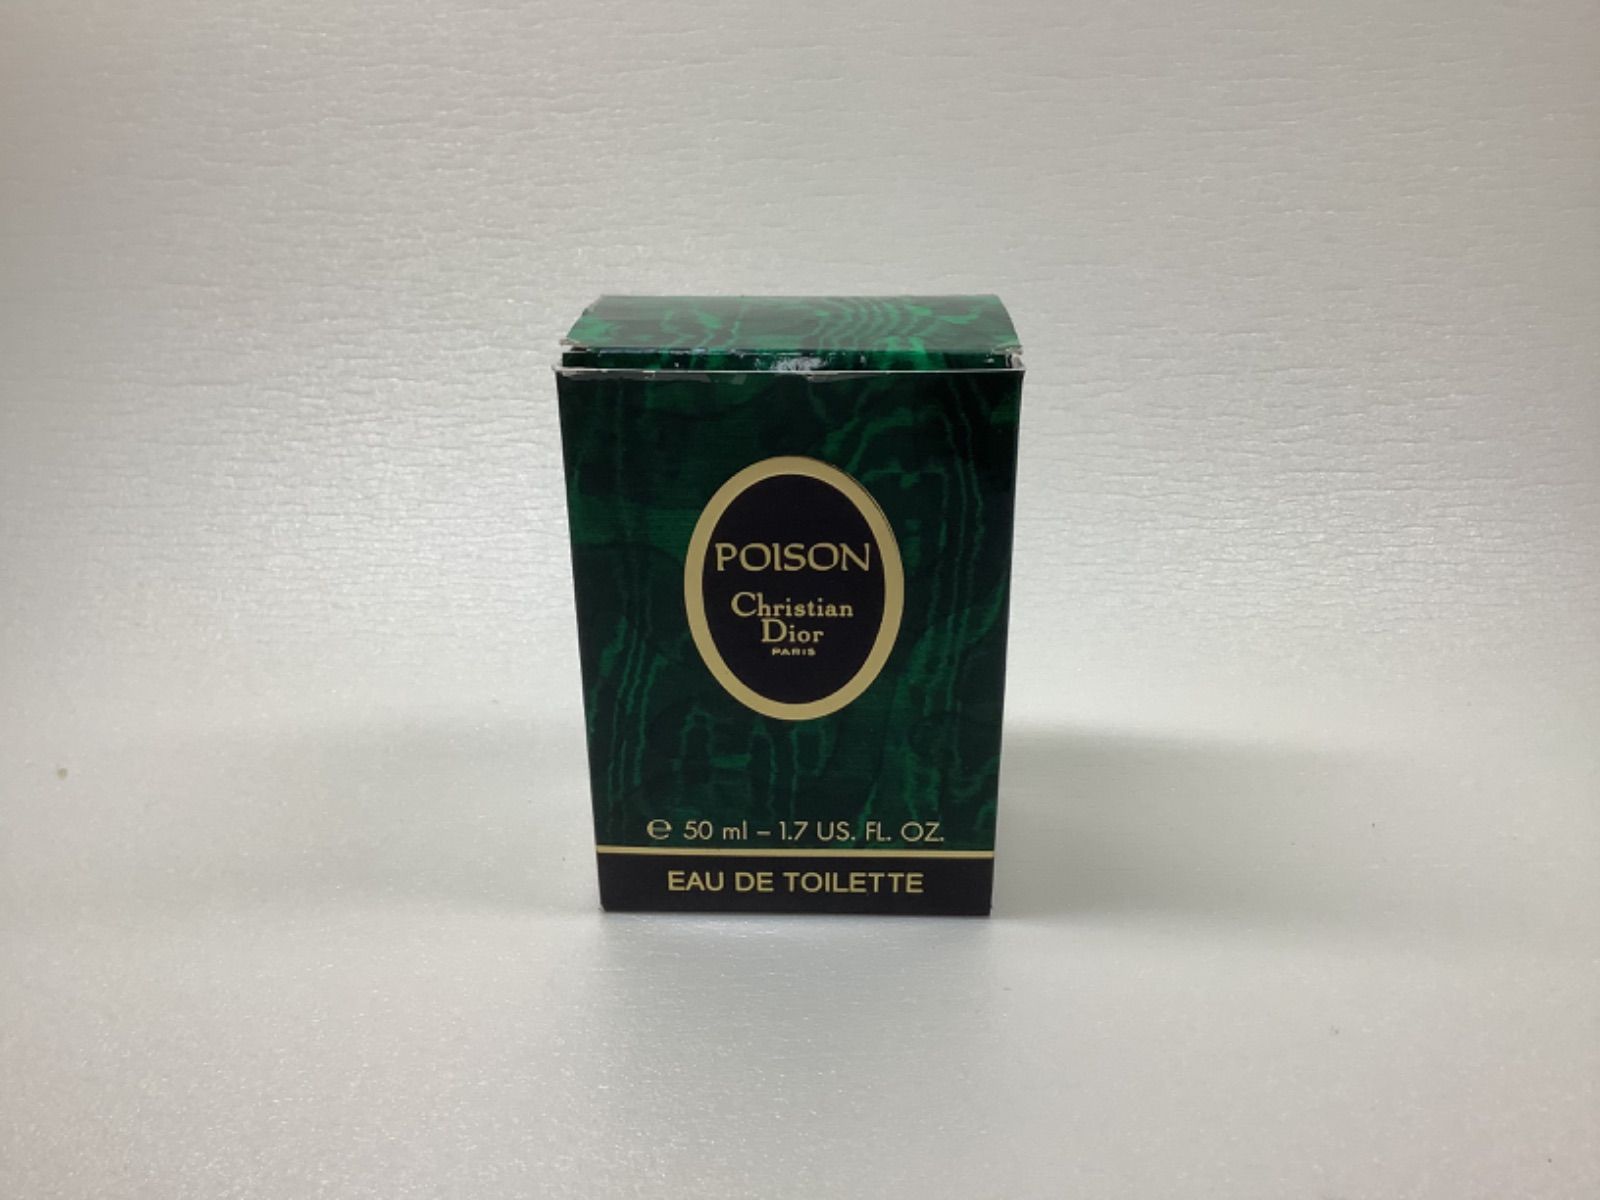 POISON
Christian
Dior
PARIS
℮ 50 ml – 1.7 US. FL. OZ.
EAU DE TOILETTE